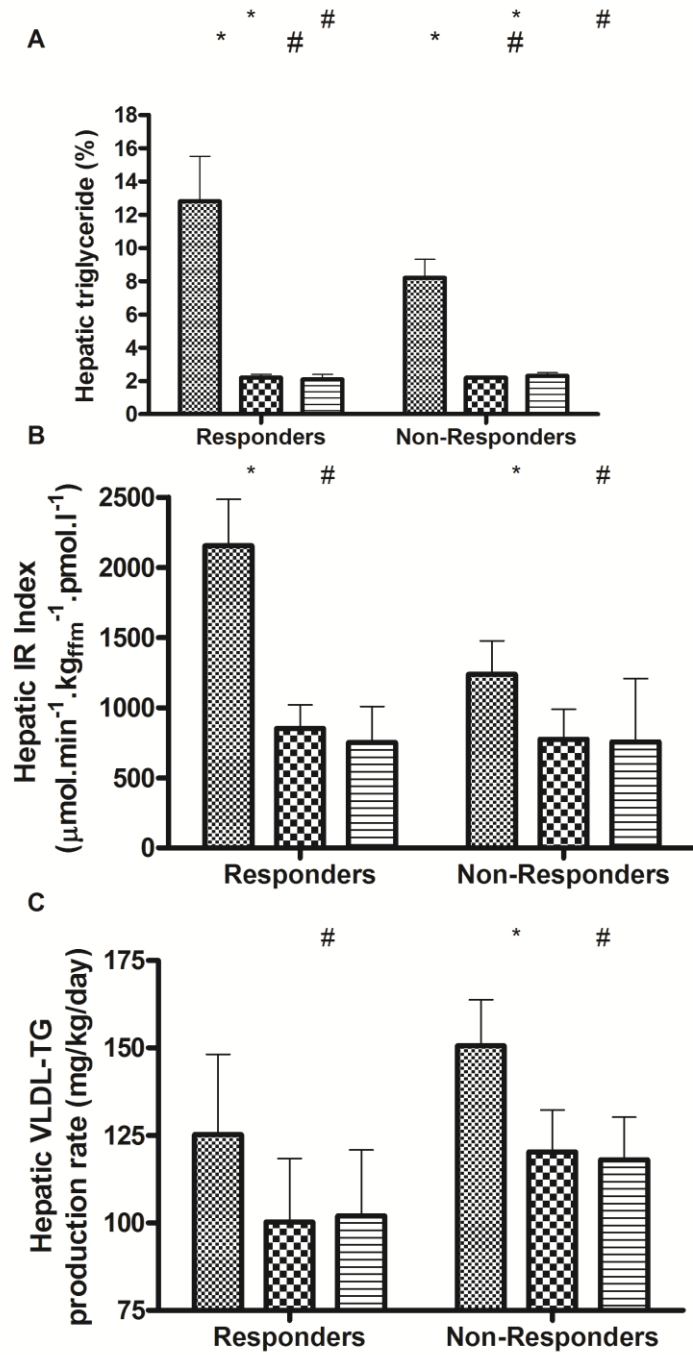 * # * #
A * # * #
Hepatic triglyceride (%)
18
16
14
12
10
8
6
4
2
0
Responders Non-Responders
B
* # * #
Hepatic IR Index
(μmol.min⁻¹.kgffm⁻¹.pmol.l⁻¹)
2500
2000
1500
1000
500
0
Responders Non-Responders
C
# * #
Hepatic VLDL-TG
production rate (mg/kg/day)
175
150
125
100
75
Responders Non-Responders